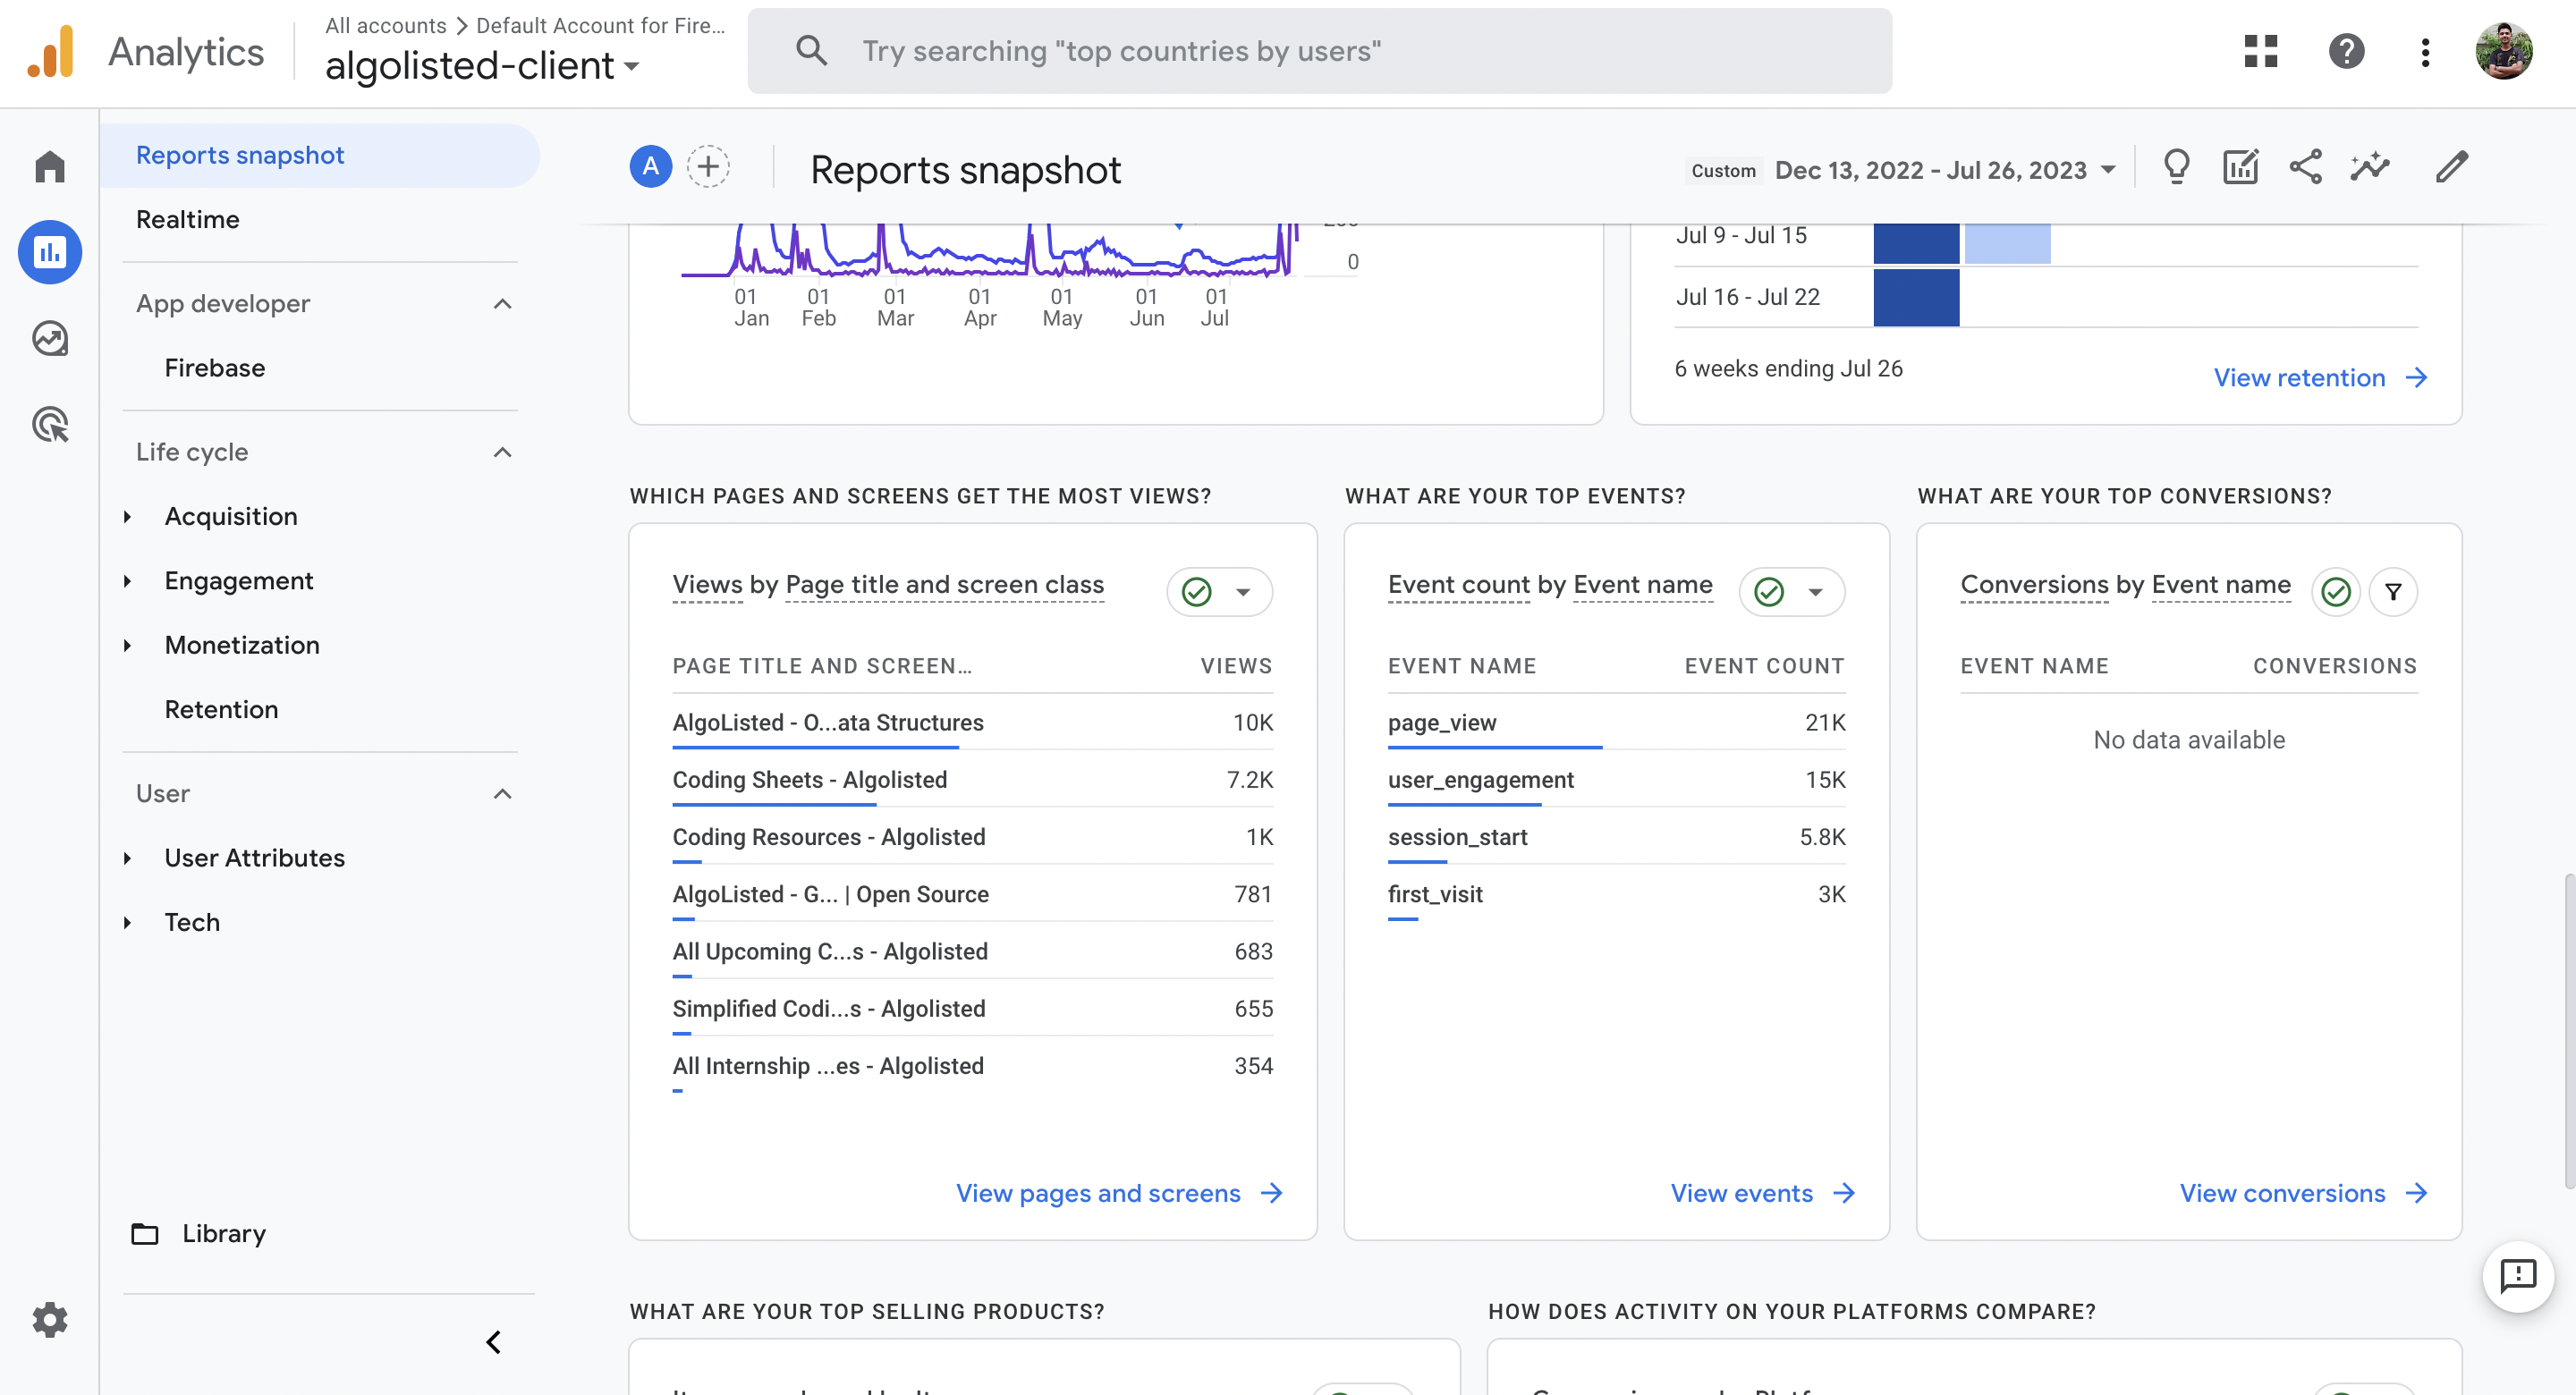 Analytics
All accounts > Default Account for Fire...
algolisted-client
Try searching "top countries by users"
Reports snapshot
Realtime
App developer
Firebase
Life cycle
Acquisition
Engagement
Monetization
Retention
User
User Attributes
Tech
Library
A
Reports snapshot
Custom Dec 13, 2022 - Jul 26, 2023
0
01 01 01 01 01 01 01
Jan Feb Mar Apr May Jun Jul
Jul 9 - Jul 15
Jul 16 - Jul 22
6 weeks ending Jul 26
View retention
WHICH PAGES AND SCREENS GET THE MOST VIEWS?
Views by Page title and screen class
PAGE TITLE AND SCREEN... VIEWS
AlgoListed - O...ata Structures 10K
Coding Sheets - Algolisted 7.2K
Coding Resources - Algolisted 1K
AlgoListed - G... | Open Source 781
All Upcoming C...s - Algolisted 683
Simplified Codi...s - Algolisted 655
All Internship ...es - Algolisted 354
View pages and screens
WHAT ARE YOUR TOP EVENTS?
Event count by Event name
EVENT NAME EVENT COUNT
page_view 21K
user_engagement 15K
session_start 5.8K
first_visit 3K
View events
WHAT ARE YOUR TOP CONVERSIONS?
Conversions by Event name
EVENT NAME CONVERSIONS
No data available
View conversions
WHAT ARE YOUR TOP SELLING PRODUCTS?
HOW DOES ACTIVITY ON YOUR PLATFORMS COMPARE?